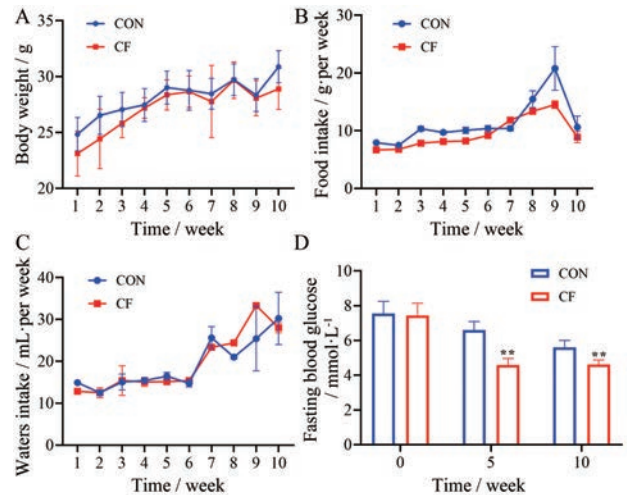 A
CON
CF
Body weight / g
35
30
25
20
1 2 3 4 5 6 7 8 9 10
Time / week
B
CON
CF
Food intake / g·per week
30
20
10
0
1 2 3 4 5 6 7 8 9 10
Time / week
C
CON
CF
Waters intake / mL·per week
40
30
20
10
0
1 2 3 4 5 6 7 8 9 10
Time / week
D
CON
CF
Fasting blood glucose
/ mmol·L⁻¹
10
8
6
4
2
0
** **
0 5 10
Time / week